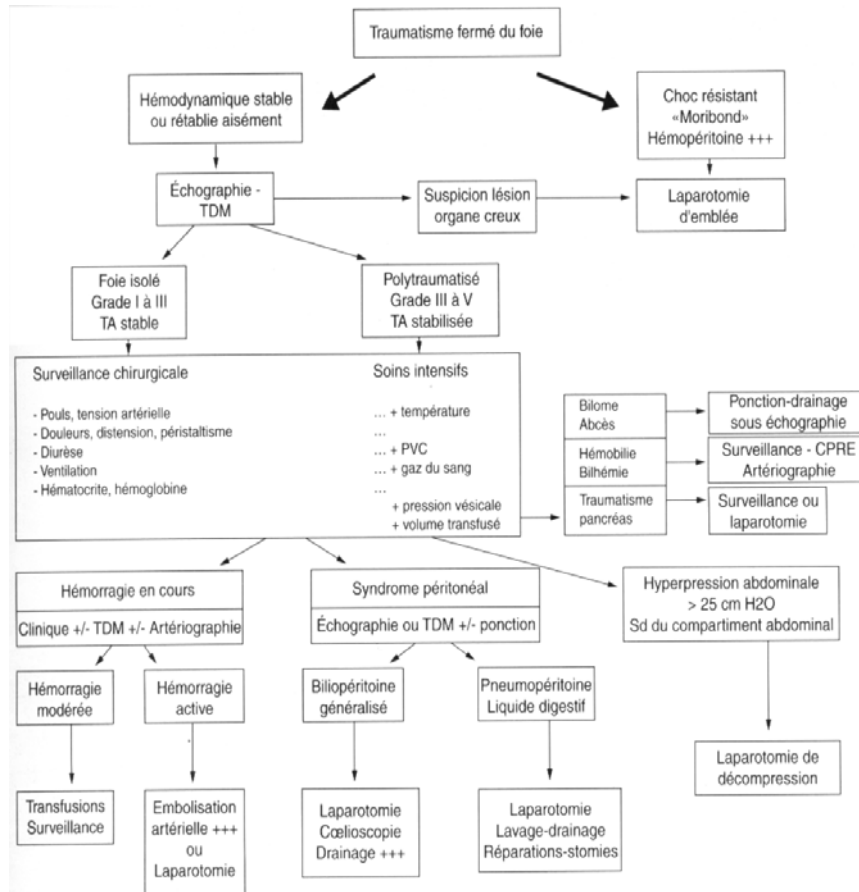 Traumatisme fermé du foie
Hémodynamique stable
ou rétablie aisément
Choc résistant
«Moribond»
Hémopéritoine +++
Échographie -
TDM
Suspicion lésion
organe creux
Laparotomie
d'emblée
Foie isolé
Grade I à III
TA stable
Polytraumatisé
Grade III à V
TA stabilisée
Surveillance chirurgicale
- Pouls, tension artérielle
- Douleurs, distension, péristaltisme
- Diurèse
- Ventilation
- Hématocrite, hémoglobine
Soins intensifs
... + température
...
... + PVC
... + gaz du sang
...
+ pression vésicale
+ volume transfusé
Bilome
Abcès
Ponction-drainage
sous échographie
Hémobilie
Bilhémie
Surveillance - CPRE
Artériographie
Traumatisme
pancréas
Surveillance ou
laparotomie
Hémorragie en cours
Clinique +/- TDM +/- Artériographie
Syndrome péritonéal
Échographie ou TDM +/- ponction
Hyperpression abdominale
> 25 cm H2O
Sd du compartiment abdominal
Hémorragie
modérée
Hémorragie
active
Biliopéritoine
généralisé
Pneumopéritoine
Liquide digestif
Laparotomie de
décompression
Transfusions
Surveillance
Embolisation
artérielle +++
ou
Laparotomie
Laparotomie
Cœlioscopie
Drainage +++
Laparotomie
Lavage-drainage
Réparations-stomies